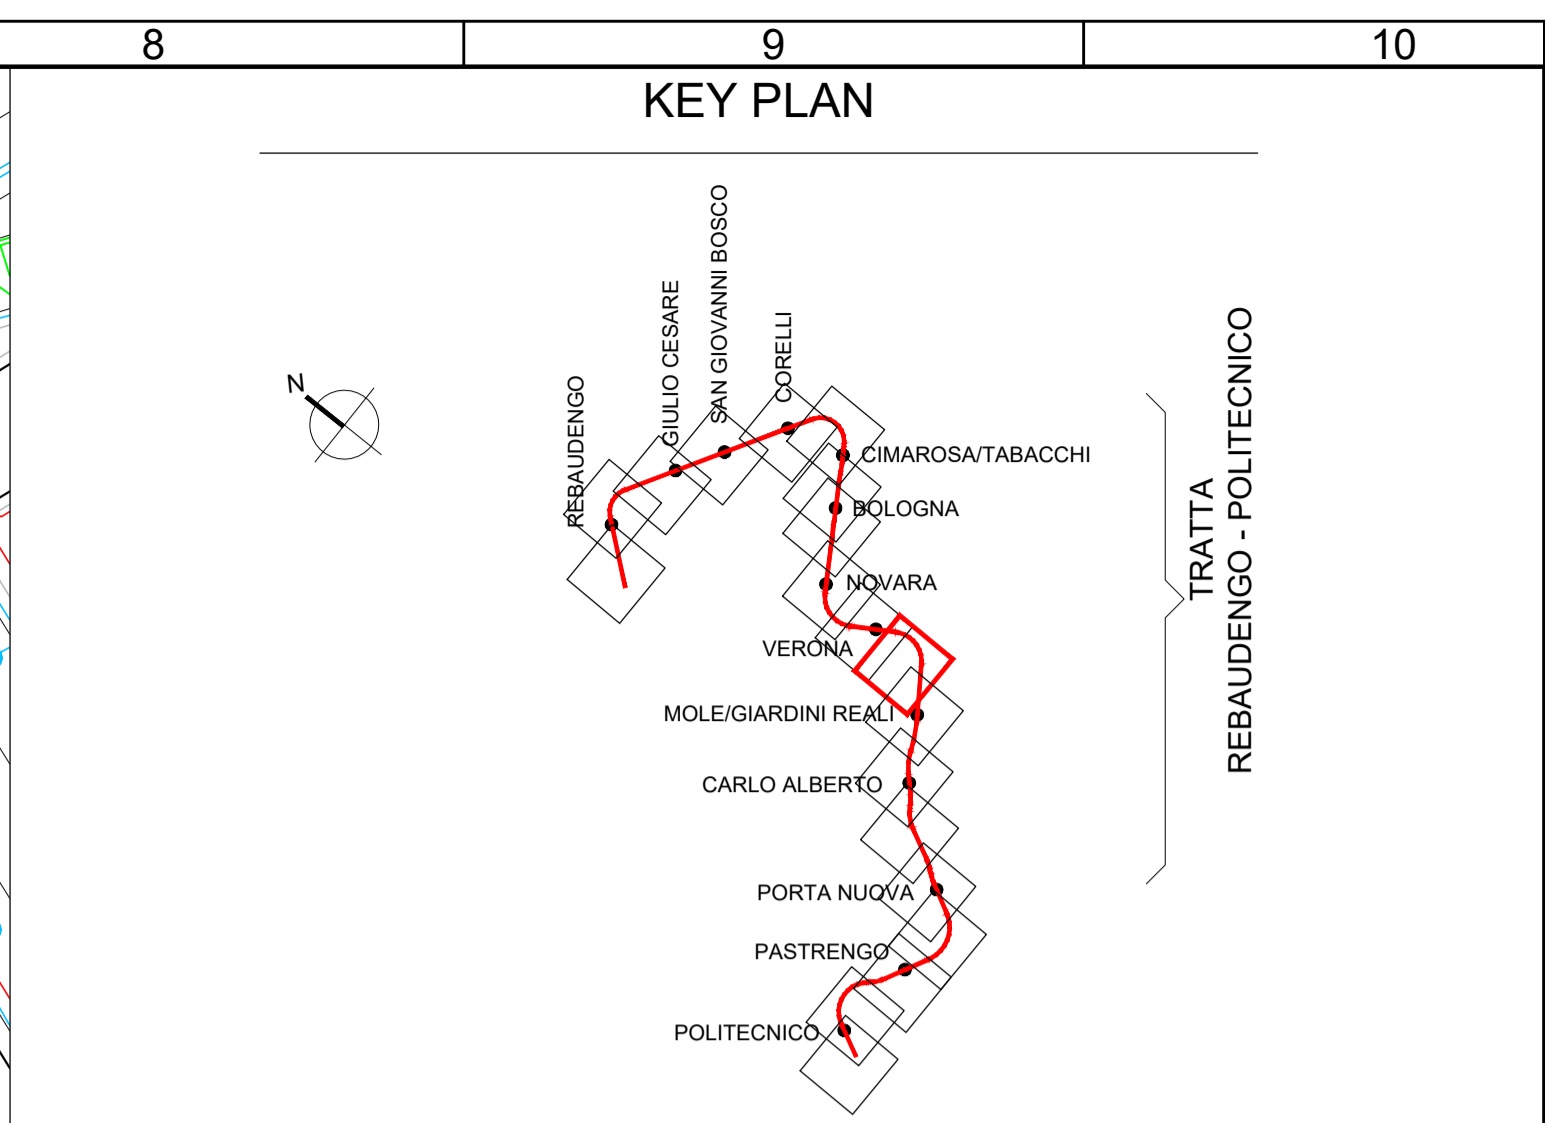 8
9
10
KEY PLAN
N
REBAUDENGO
GIULIO CESARE
SAN GIOVANNI BOSCO
CORELLI
CIMAROSA/TABACCHI
BOLOGNA
NOVARA
VERONA
MOLE/GIARDINI REALI
CARLO ALBERTO
PORTA NUOVA
PASTRENGO
POLITECNICO
TRATTA
REBAUDENGO - POLITECNICO